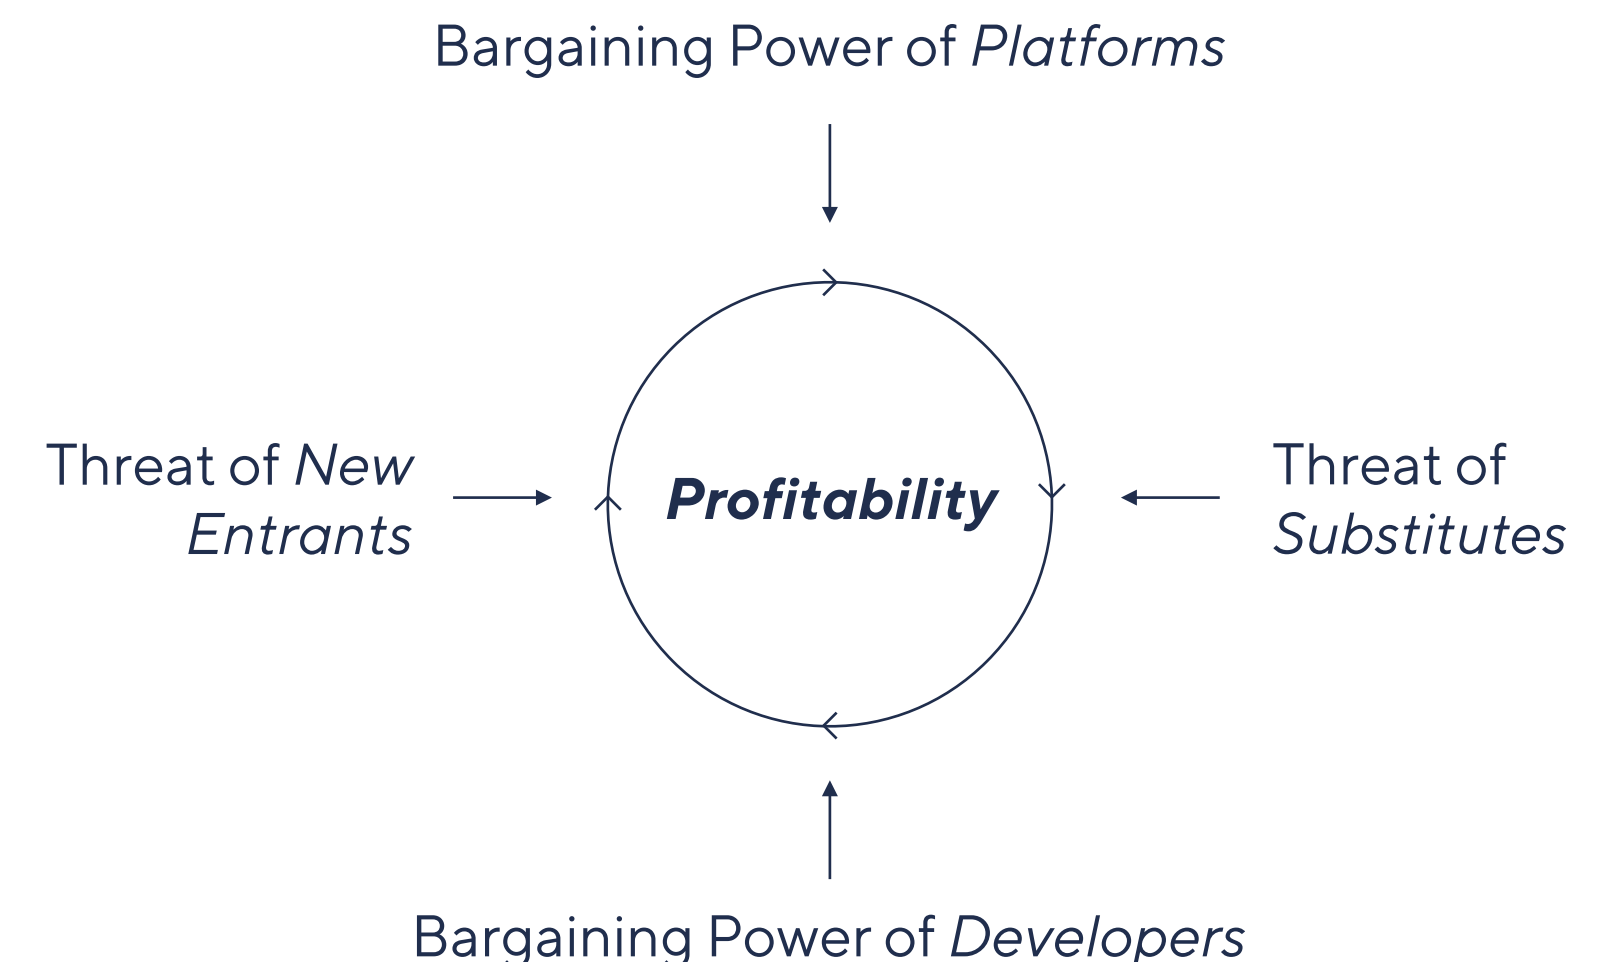 Bargaining Power of Platforms
Threat of New
Entrants
Profitability
Threat of
Substitutes
Bargaining Power of Developers